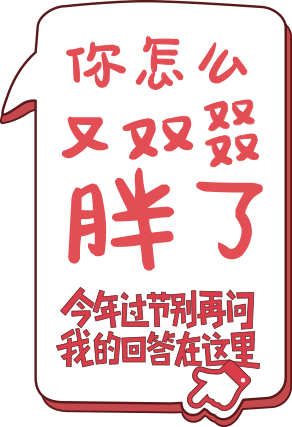 你怎么
又双叒叕
胖了
今年过节别再问
我的回答在这里